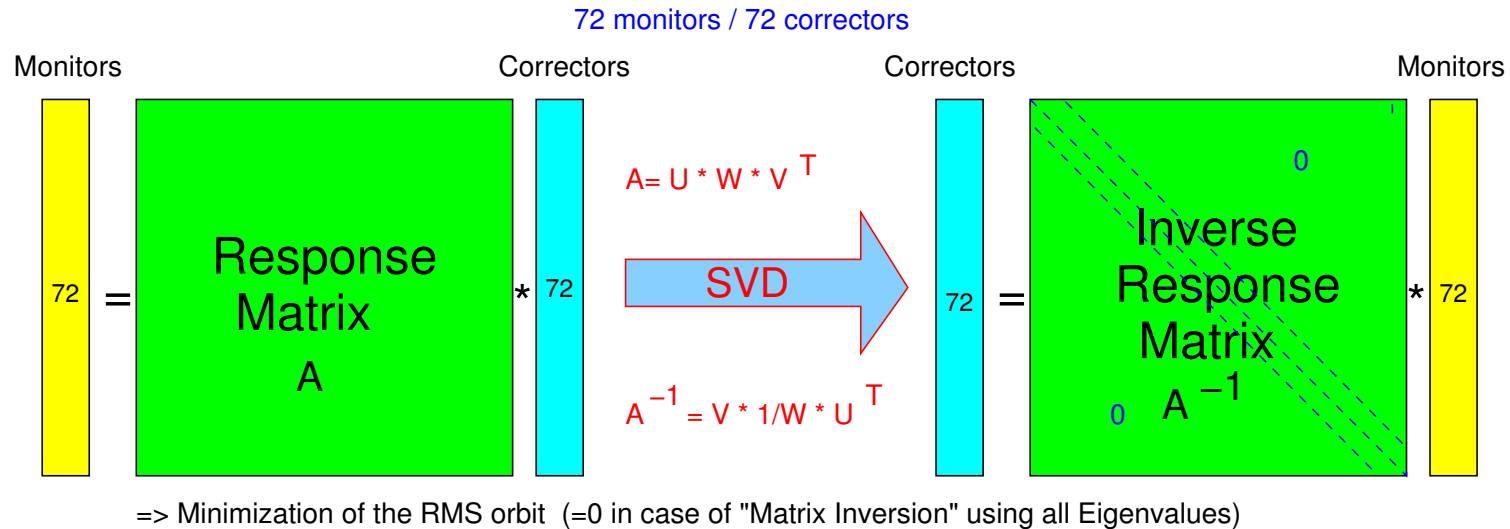 72 monitors / 72 correctors
Monitors
Correctors
Correctors
Monitors
72
=
Response
Matrix
A
*
72
A= U * W * V T
SVD
A −1 = V * 1/W * U T
72
=
0
Inverse
Response
Matrix
A −1
0
*
72
=> Minimization of the RMS orbit (=0 in case of "Matrix Inversion" using all Eigenvalues)